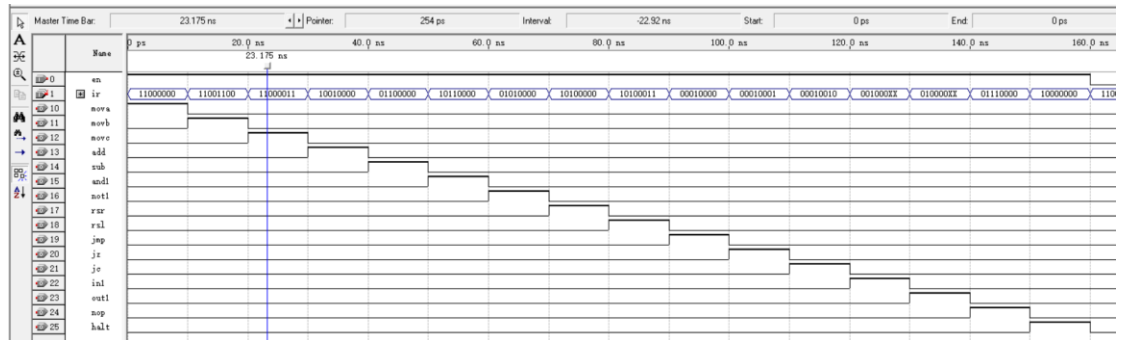 Master Time Bar: 23.175 ns Pointer: 254 ps Interval: -22.92 ns Start: 0 ps End: 0 ps
Name 0 ps 20.0 ns 40.0 ns 60.0 ns 80.0 ns 100.0 ns 120.0 ns 140.0 ns 160.0 ns
23.175 ns
0 en
1 ir 11000000 11001100 11000011 10010000 01100000 10110000 01010000 10100000 10100011 00010000 00010001 00010010 001000XX 010000XX 01110000 10000000 110
10 mova
11 movb
12 movc
13 add
14 sub
15 and1
16 not1
17 rsr
18 rsl
19 jmp
20 jz
21 jc
22 in1
23 out1
24 nop
25 halt